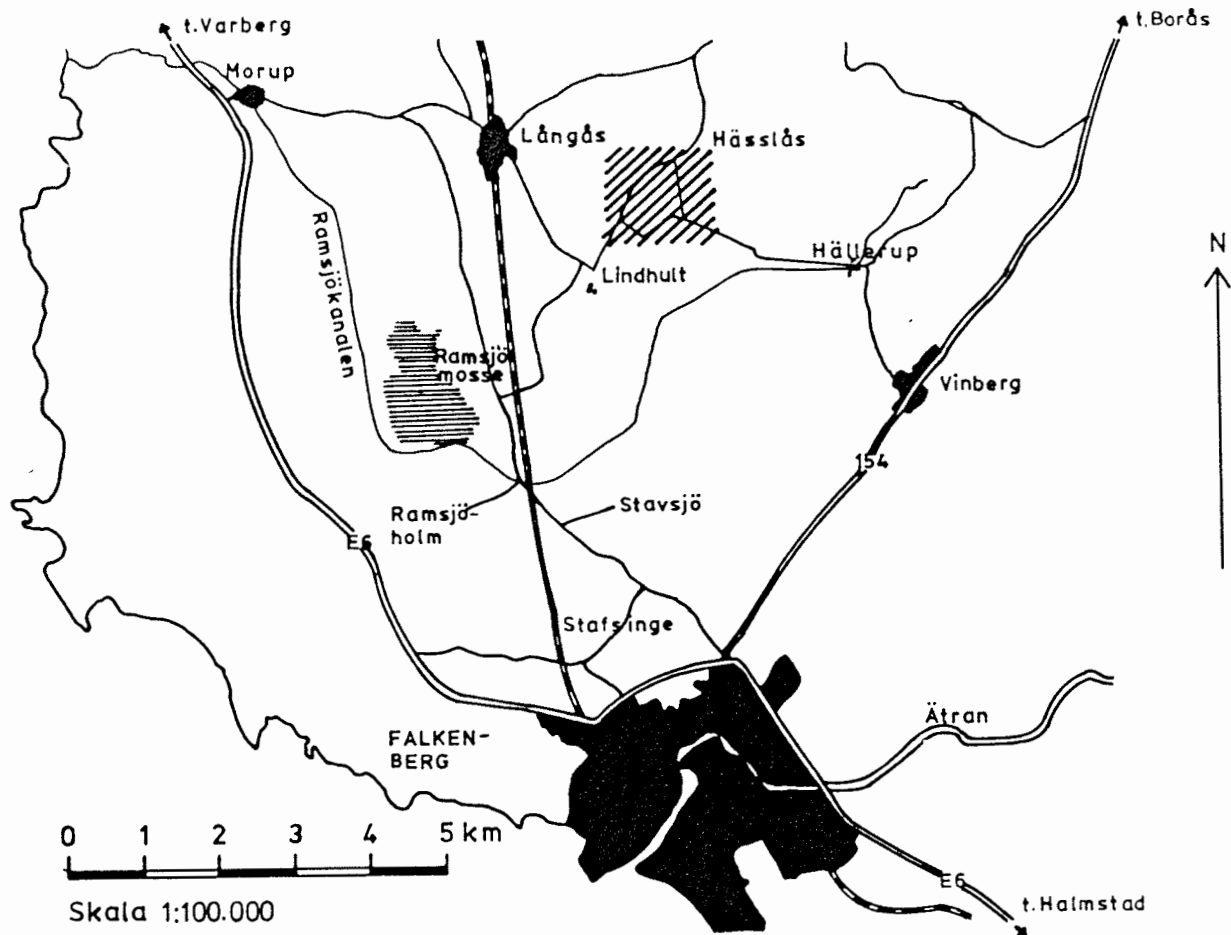 t.Varberg
t.Borås
Morup
Långås
Hässlås
Ramsjökanalen
Hällerup
N
Lindhult
Ramsjö
mosse
Vinberg
154
Ramsjö-
holm
Stavsjö
E6
Stafsinge
Ätran
FALKEN-
BERG
0 1 2 3 4 5 km
E6
Skala 1:100.000
t.Halmstad